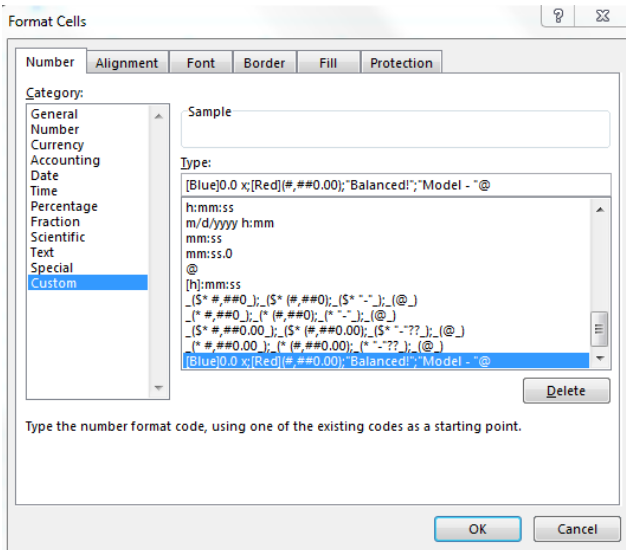 Format Cells
Number Alignment Font Border Fill Protection
Category:
General
Number
Currency
Accounting
Date
Time
Percentage
Fraction
Scientific
Text
Special
Custom
Sample
Type:
[Blue]0.0 x;[Red](#,##0.00);"Balanced!";"Model - "@
h:mm:ss
m/d/yyyy h:mm
mm:ss
mm:ss.0
@
[h]:mm:ss
_($* #,##0_);_($* (#,##0);_($* "-"_);_(@_)
_(* #,##0_);_(* (#,##0);_(* "-"_);_(@_)
_($* #,##0.00_);_($* (#,##0.00);_($* "-"??_);_(@_)
_(* #,##0.00_);_(* (#,##0.00);_(* "-"??_);_(@_)
[Blue]0.0 x;[Red](#,##0.00);"Balanced!";"Model - "@
Delete
Type the number format code, using one of the existing codes as a starting point.
OK Cancel